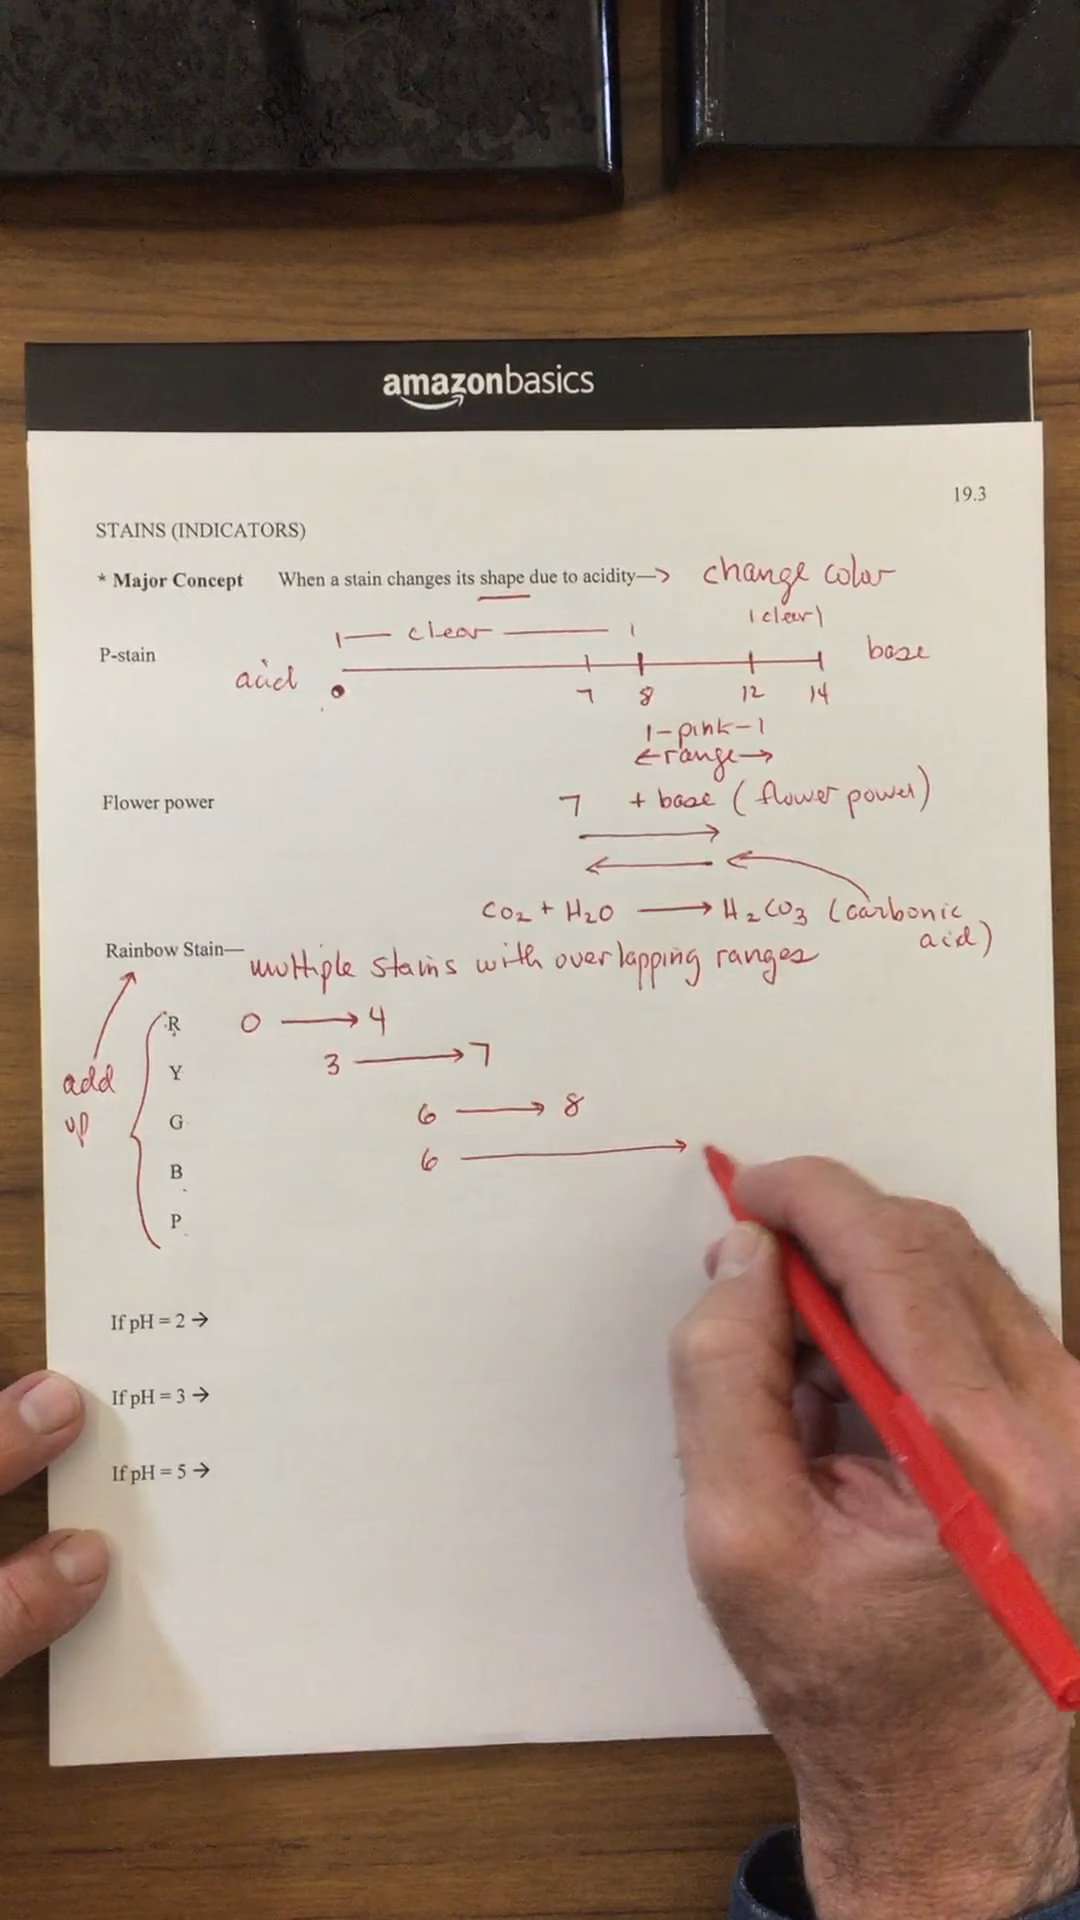 amazonbasics
19.3
STAINS (INDICATORS)
* Major Concept When a stain changes its shape due to acidity—> change color
|— clear ——— | | clear |
P-stain acid base
7 8 12 14
|-pink-|
<-range->
Flower power 7 + base (flower power)
CO2 + H2O → H2CO3 (carbonic
acid)
Rainbow Stain— multiple stains with overlapping ranges
R 0 → 4
Y 3 → 7
add
up
G 6 → 8
B 6 →
P
If pH = 2 →
If pH = 3 →
If pH = 5 →